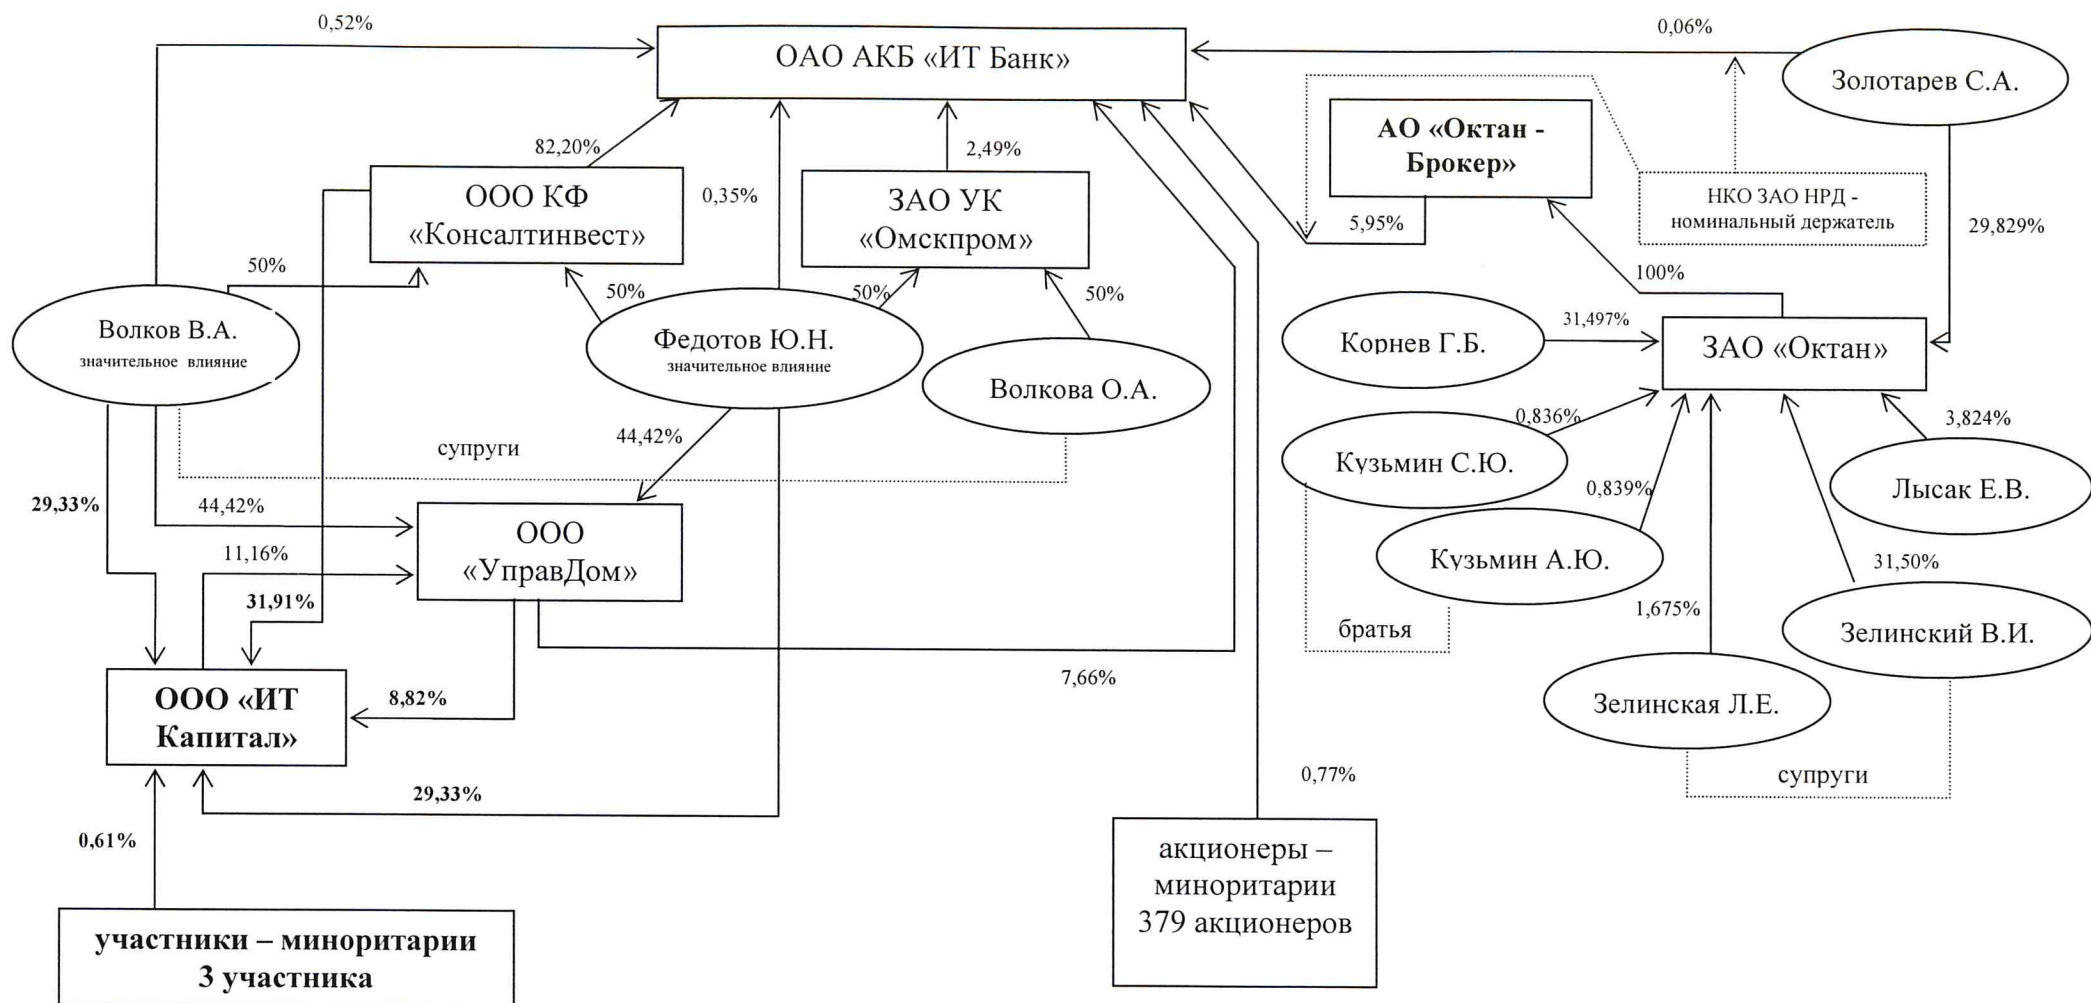 0,52%
ОАО АКБ «ИТ Банк»
0,06%
Золотарев С.А.
АО «Октан -
Брокер»
82,20%
2,49%
ООО КФ
«Консалтинвест»
0,35%
ЗАО УК
«Омскпром»
НКО ЗАО НРД -
номинальный держатель
5,95%
29,829%
50%
50%
50%
50%
100%
Волков В.А.
значительное влияние
Федотов Ю.Н.
значительное влияние
Волкова О.А.
Корнев Г.Б.
31,497%
ЗАО «Октан»
0,836%
3,824%
супруги
44,42%
Кузьмин С.Ю.
Лысак Е.В.
0,839%
29,33%
44,42%
ООО
«УправДом»
11,16%
Кузьмин А.Ю.
31,50%
31,91%
1,675%
братья
Зелинский В.И.
7,66%
ООО «ИТ
Капитал»
8,82%
Зелинская Л.Е.
супруги
0,77%
29,33%
0,61%
акционеры –
миноритарии
379 акционеров
участники – миноритарии
3 участника